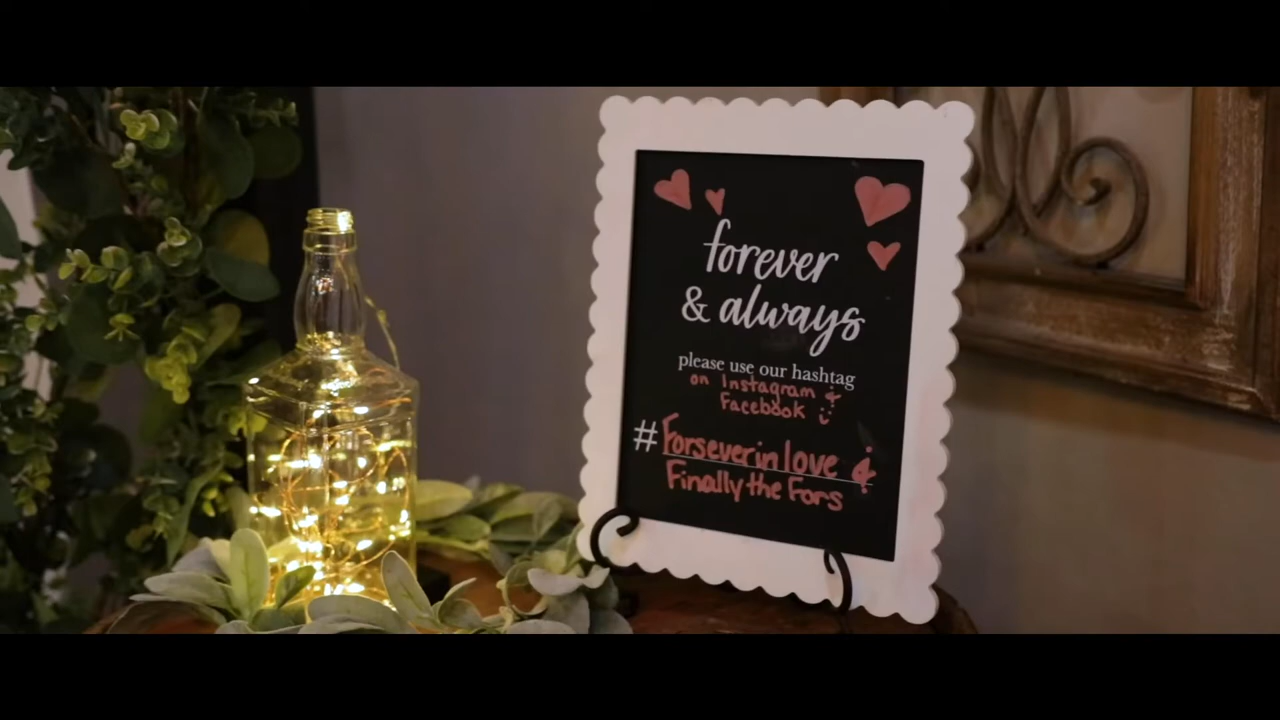 forever
& always
please use our hashtag
on Instagram &
Facebook :)
#Forseverinlove &
Finally the Fors